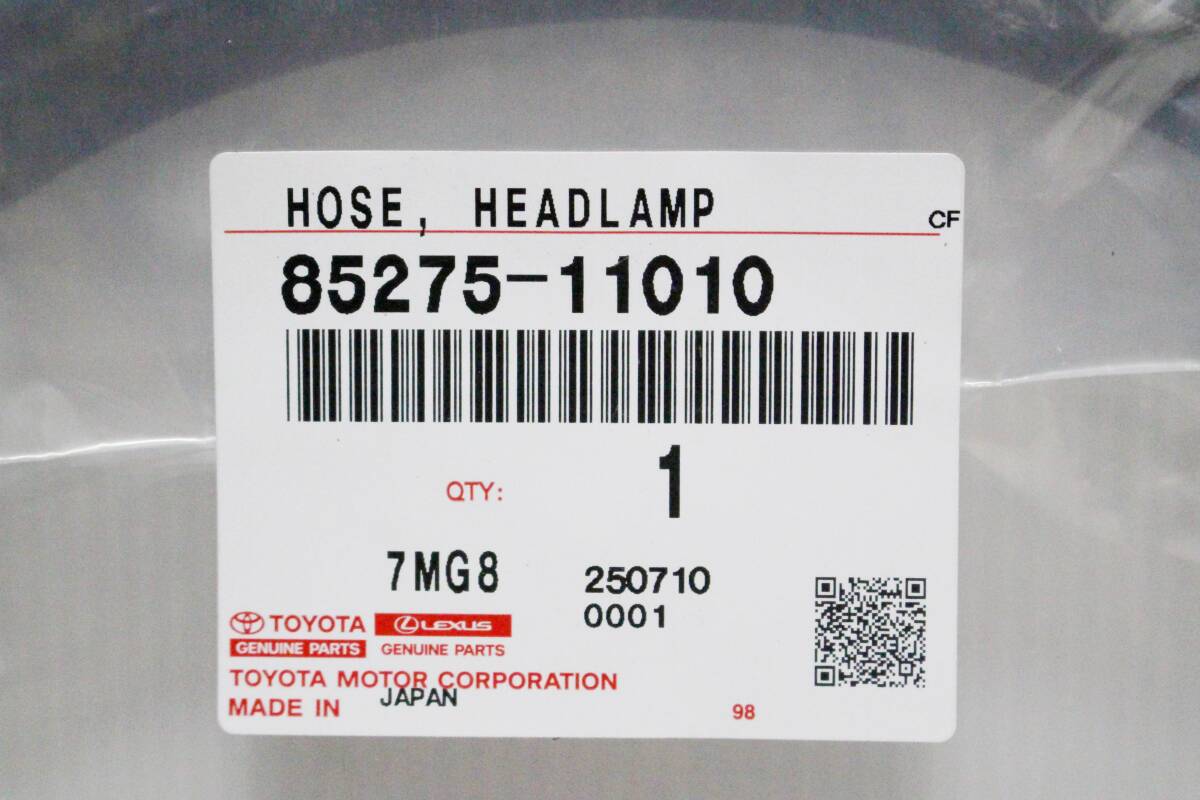 HOSE, HEADLAMP
CF
85275-11010
QTY: 1
7MG8 250710
0001
TOYOTA LEXUS
GENUINE PARTS GENUINE PARTS
TOYOTA MOTOR CORPORATION
MADE IN JAPAN
98